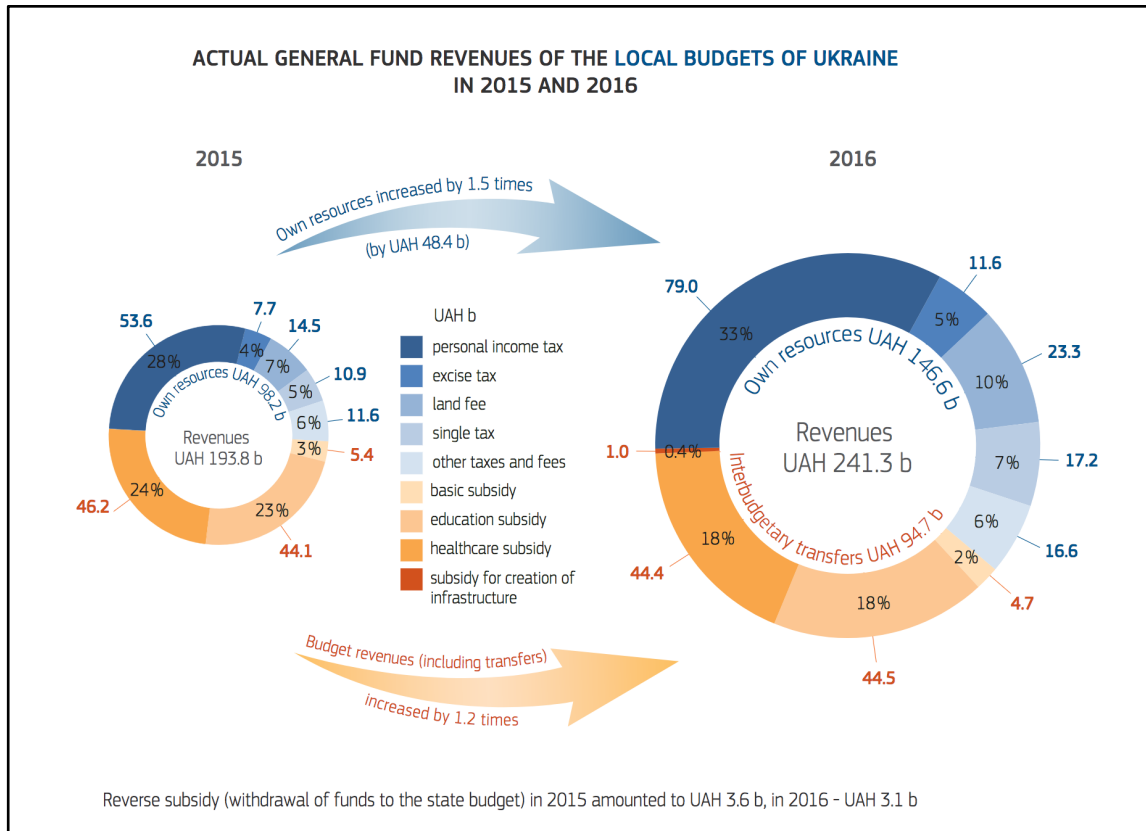 ACTUAL GENERAL FUND REVENUES OF THE LOCAL BUDGETS OF UKRAINE
IN 2015 AND 2016
2015
2016
Own resources increased by 1.5 times
(by UAH 48.4 b)
53.6
7.7
14.5
10.9
11.6
5.4
44.1
46.2
28%
4%
7%
5%
6%
3%
23%
24%
Own resources UAH 98.2 b
Revenues
UAH 193.8 b
UAH b
personal income tax
excise tax
land fee
single tax
other taxes and fees
basic subsidy
education subsidy
healthcare subsidy
subsidy for creation of
infrastructure
79.0
11.6
23.3
17.2
16.6
4.7
44.5
44.4
1.0
33%
5%
10%
7%
6%
2%
18%
18%
0.4%
Own resources UAH 146.6 b
Revenues
UAH 241.3 b
Interbudgetary transfers UAH 94.7 b
Budget revenues (including transfers)
increased by 1.2 times
Reverse subsidy (withdrawal of funds to the state budget) in 2015 amounted to UAH 3.6 b, in 2016 - UAH 3.1 b